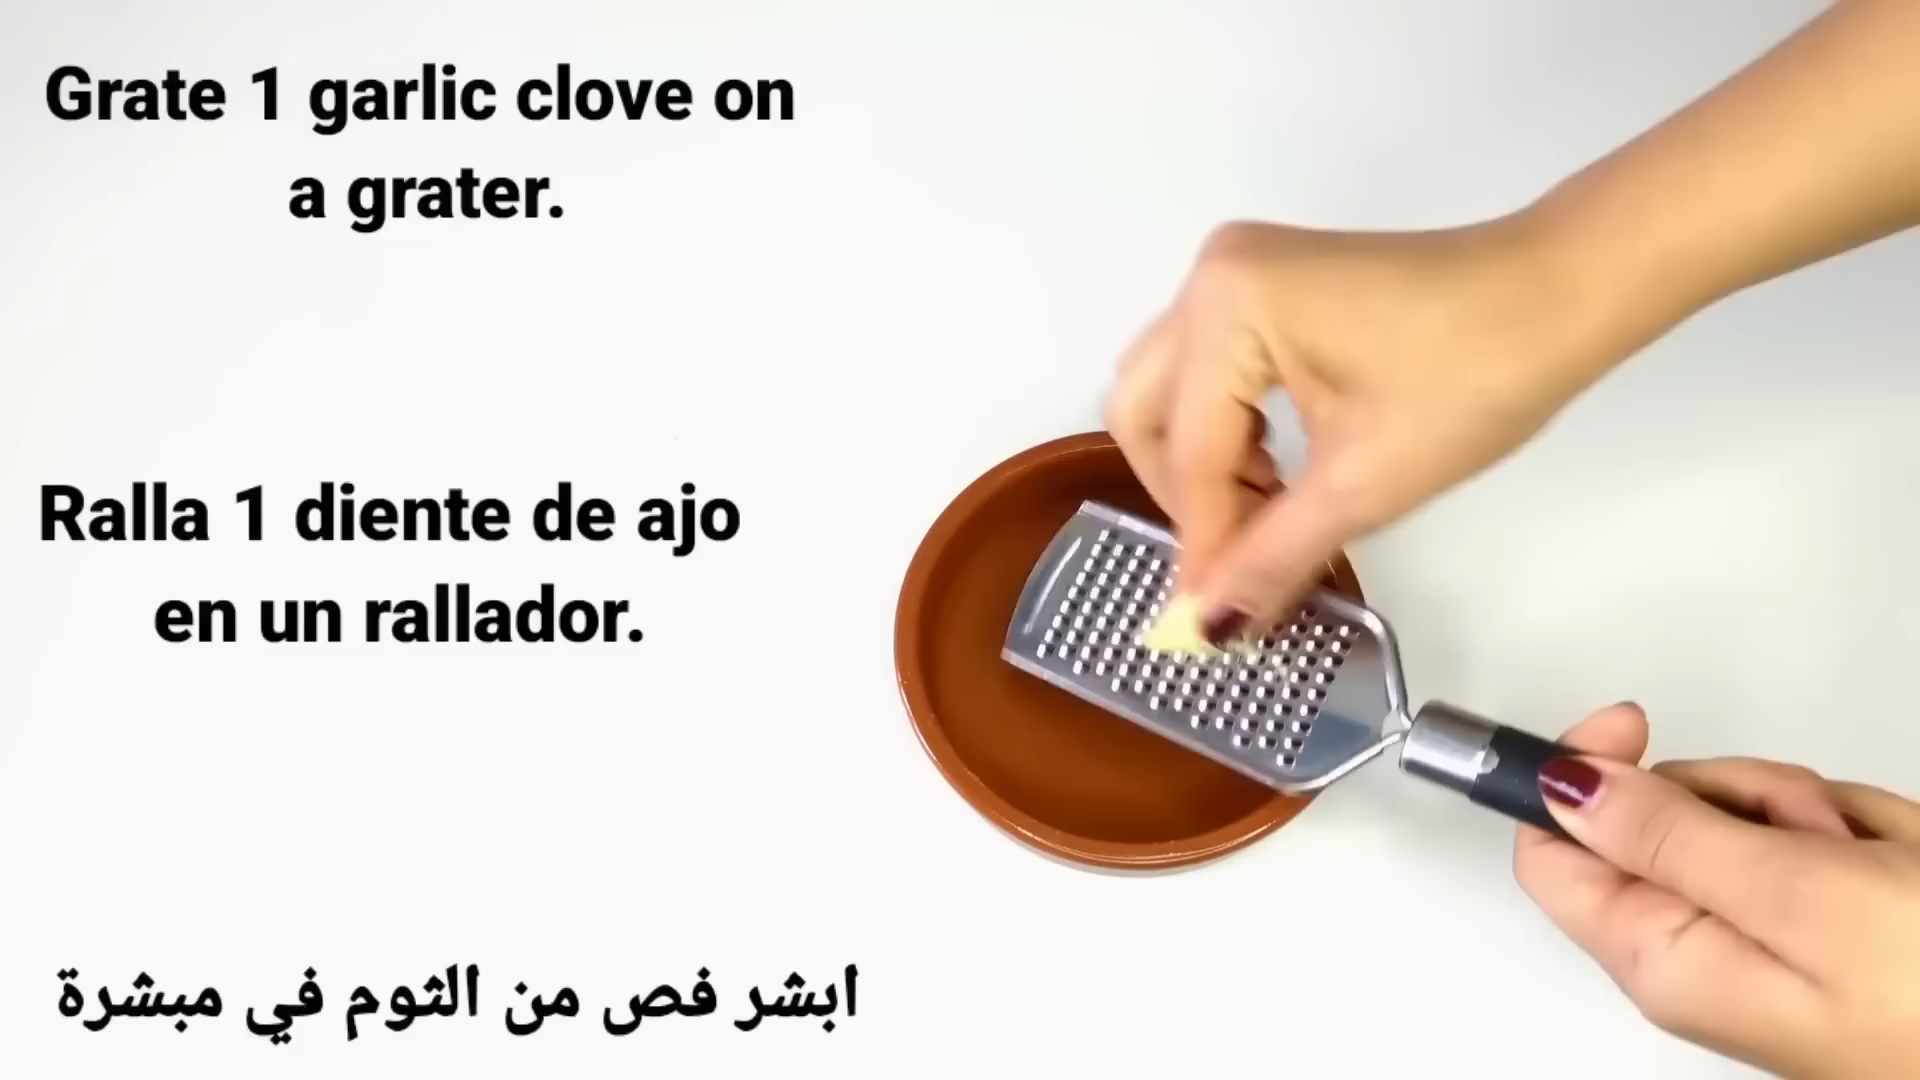 Grate 1 garlic clove on
a grater.
Ralla 1 diente de ajo
en un rallador.
ابشر فص من الثوم في مبشرة